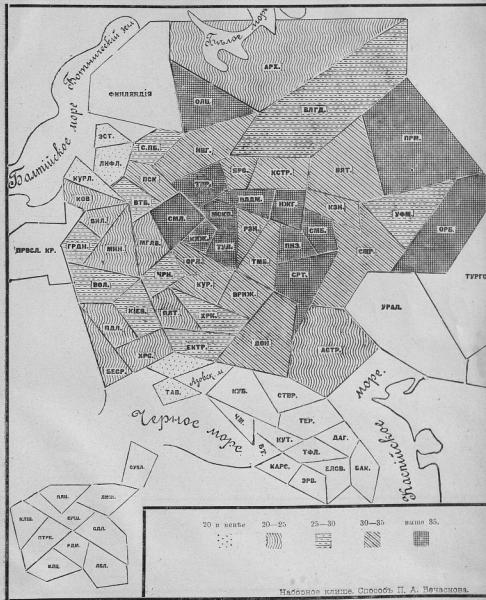 Бѣлое море
Ботническій зал
Балтійское море
ФИНЛЯНДІЯ
АРХ.
ОЛЦ.
ВЛГД.
ПРМ.
ЭСТ.
С.ПБ.
НВГ.
ЛИФЛ.
ПСК
ТВР.
ЯРС.
КСТР.
ВЯТ.
КУРЛ.
КОВ
ВТБ
СМЛ.
МОСК.
ВЛДМ.
НЖГ.
КЗН.
УФМ.
ОРБ.
ВИЛ.
ГРДН.
МИН.
МГЛВ.
КЛЖ.
ТУЛ.
РЗН.
ПНЗ.
СМБ.
СМР.
ПРВСЛ. КР.
ОРЛ.
ТМБ.
СРТ.
ТУРГО
ВОЛ.
ЧРН.
КУР.
ВРНЖ.
УРАЛ.
КІЕВ.
ПЛТ.
ХРК.
ПДЛ.
ЕКТР.
ДОН
АСТР.
БЕСР.
ХРС.
ТАВ.
Азовск. м.
КУБ.
СТВР.
Черное море.
ЧМ.
ТЕР.
КУТ.
ДАГ.
БТ.
ТФЛ.
КАРС.
ЭРВ.
ЕЛСВ.
БАК.
Каспійское море.
СУВЛ.
ПЛЦ.
ЛМЖ.
КЛШ.
ВРШ.
ПТРК.
СДЛ.
РДМ.
КЛЦ.
ЛБЛ.
20 и менѣе
20—25
25—30
30—35
выше 35.
Наборное клише. Способъ П. А. Нечаскова.